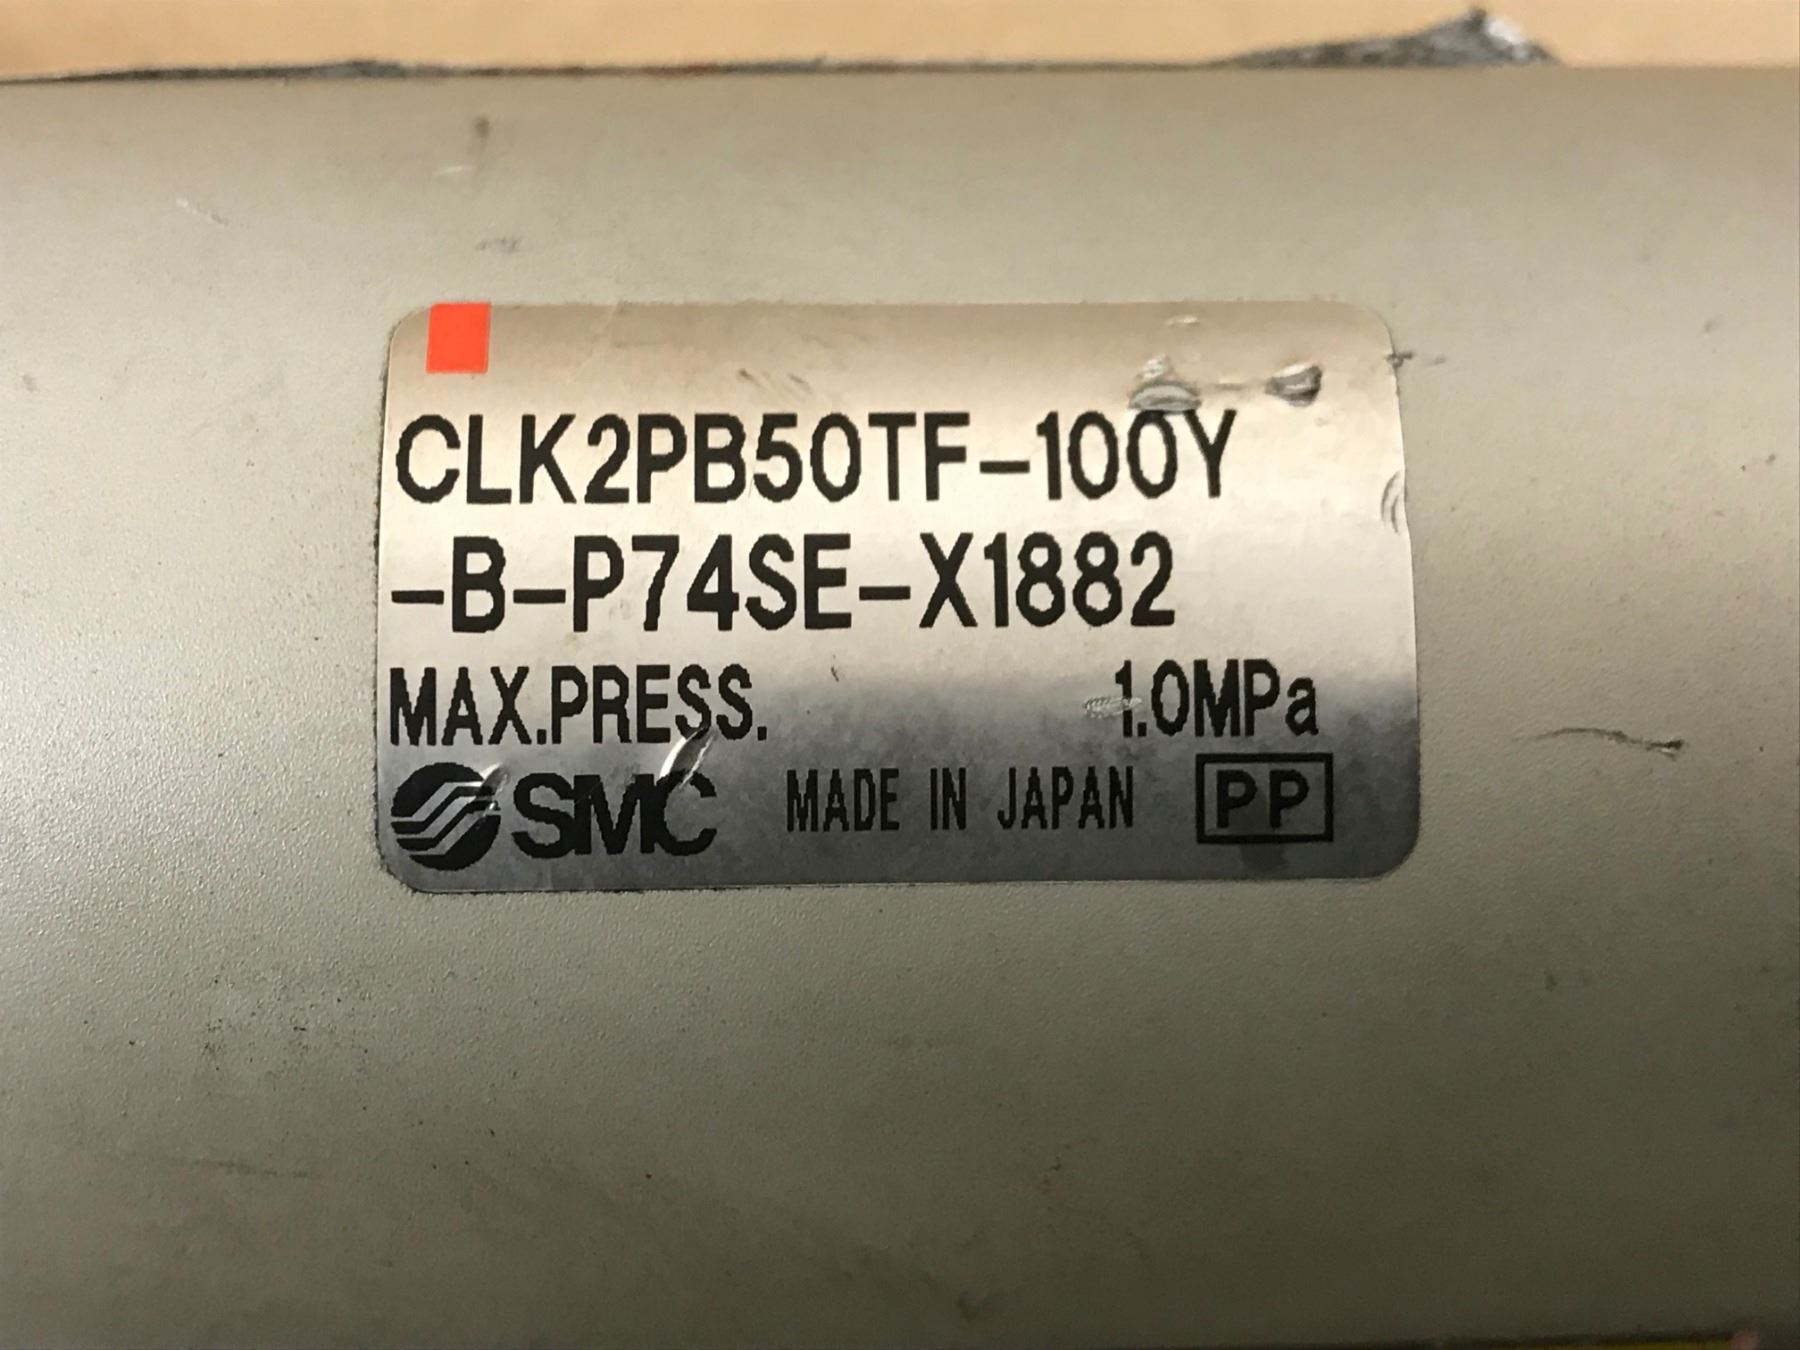 CLK2PB50TF-100Y
-B-P74SE-X1882
MAX.PRESS. 1.0MPa
SMC MADE IN JAPAN PP